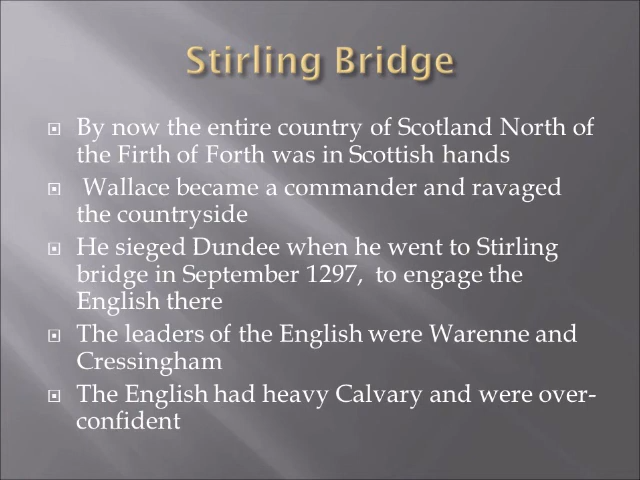 Stirling Bridge
By now the entire country of Scotland North of
the Firth of Forth was in Scottish hands
Wallace became a commander and ravaged
the countryside
He sieged Dundee when he went to Stirling
bridge in September 1297, to engage the
English there
The leaders of the English were Warenne and
Cressingham
The English had heavy Calvary and were over-
confident